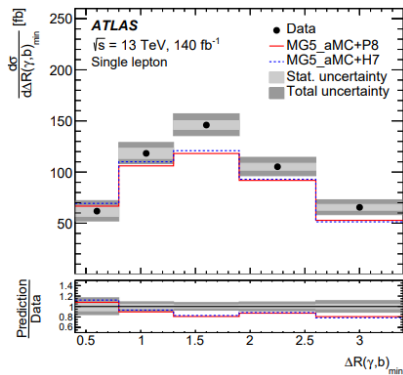 dσ/dΔR(γ,b)min [fb]
ATLAS
√s = 13 TeV, 140 fb⁻¹
Single lepton
Data
MG5_aMC+P8
MG5_aMC+H7
Stat. uncertainty
Total uncertainty
250
200
150
100
50
Prediction
Data
1.4
1.2
1
0.8
0.6
0.5 1 1.5 2 2.5 3
ΔR(γ,b)min